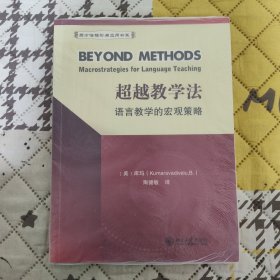 BEYOND METHODS
Macrostrategies for Language Teaching
超越教学法
语言教学的宏观策略
（美）库玛（Kumaravadivelu,B.）
陶健敏 译